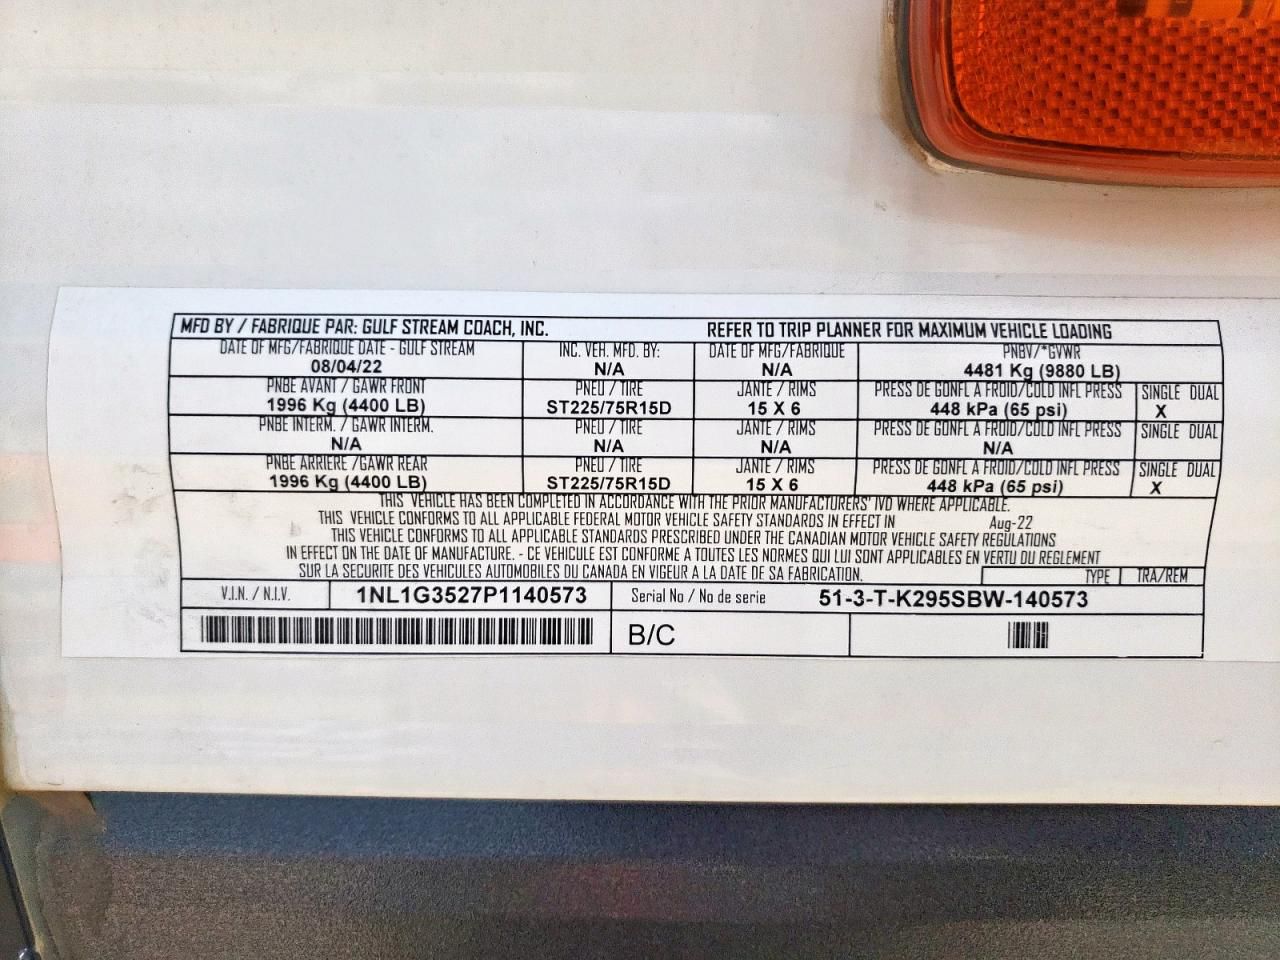 MFD BY / FABRIQUE PAR: GULF STREAM COACH, INC. REFER TO TRIP PLANNER FOR MAXIMUM VEHICLE LOADING
DATE OF MFG/FABRIQUE DATE - GULF STREAM INC. VEH. MFD. BY: DATE OF MFG/FABRIQUE PNBV/*GVWR
08/04/22 N/A N/A 4481 Kg (9880 LB)
PNBE AVANT / GAWR FRONT PNEU / TIRE JANTE / RIMS PRESS DE GONFL A FROID/COLD INFL PRESS SINGLE DUAL
1996 Kg (4400 LB) ST225/75R15D 15 X 6 448 kPa (65 psi) X
PNBE INTERM. / GAWR INTERM. PNEU / TIRE JANTE / RIMS PRESS DE GONFL A FROID/COLD INFL PRESS SINGLE DUAL
N/A N/A N/A N/A
PNBE ARRIERE /GAWR REAR PNEU / TIRE JANTE / RIMS PRESS DE GONFL A FROID/COLD INFL PRESS SINGLE DUAL
1996 Kg (4400 LB) ST225/75R15D 15 X 6 448 kPa (65 psi) X
THIS VEHICLE HAS BEEN COMPLETED IN ACCORDANCE WITH THE PRIOR MANUFACTURERS' IVD WHERE APPLICABLE.
THIS VEHICLE CONFORMS TO ALL APPLICABLE FEDERAL MOTOR VEHICLE SAFETY STANDARDS IN EFFECT IN Aug-22
THIS VEHICLE CONFORMS TO ALL APPLICABLE STANDARDS PRESCRIBED UNDER THE CANADIAN MOTOR VEHICLE SAFETY REGULATIONS
IN EFFECT ON THE DATE OF MANUFACTURE. - CE VEHICULE EST CONFORME A TOUTES LES NORMES QUI LUI SONT APPLICABLES EN VERTU DU REGLEMENT
SUR LA SECURITE DES VEHICULES AUTOMOBILES DU CANADA EN VIGEUR A LA DATE DE SA FABRICATION. TYPE TRA/REM
V.I.N. / N.I.V. 1NL1G3527P1140573 Serial No / No de serie 51-3-T-K295SBW-140573
B/C